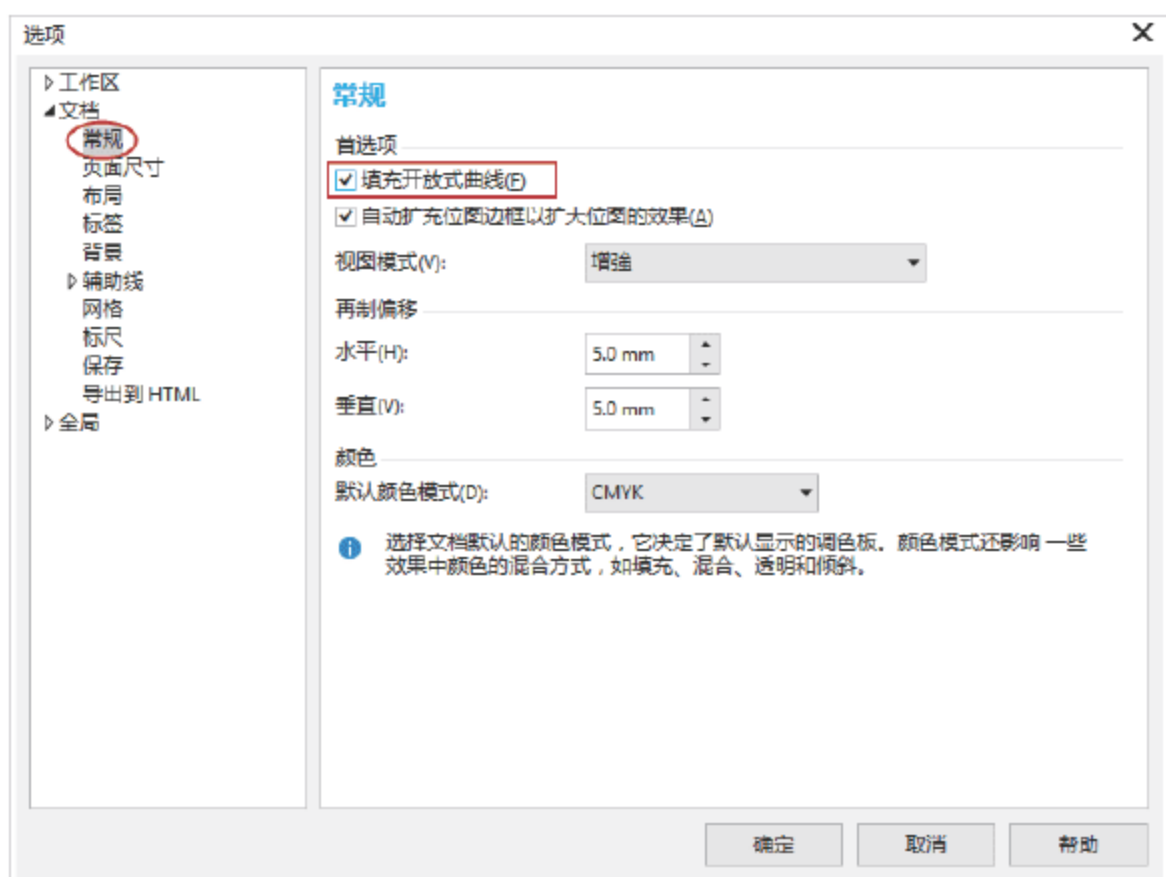 选项
工作区
文档
常规
页面尺寸
布局
标签
背景
辅助线
网格
标尺
保存
导出到 HTML
全局
常规
首选项
填充开放式曲线(F)
自动扩充位图边框以扩大位图的效果(A)
视图模式(V): 增强
再制偏移
水平(H): 5.0 mm
垂直(V): 5.0 mm
颜色
默认颜色模式(D): CMYK
选择文档默认的颜色模式，它决定了默认显示的调色板。颜色模式还影响一些
效果中颜色的混合方式，如填充、混合、透明和倾斜。
确定 取消 帮助